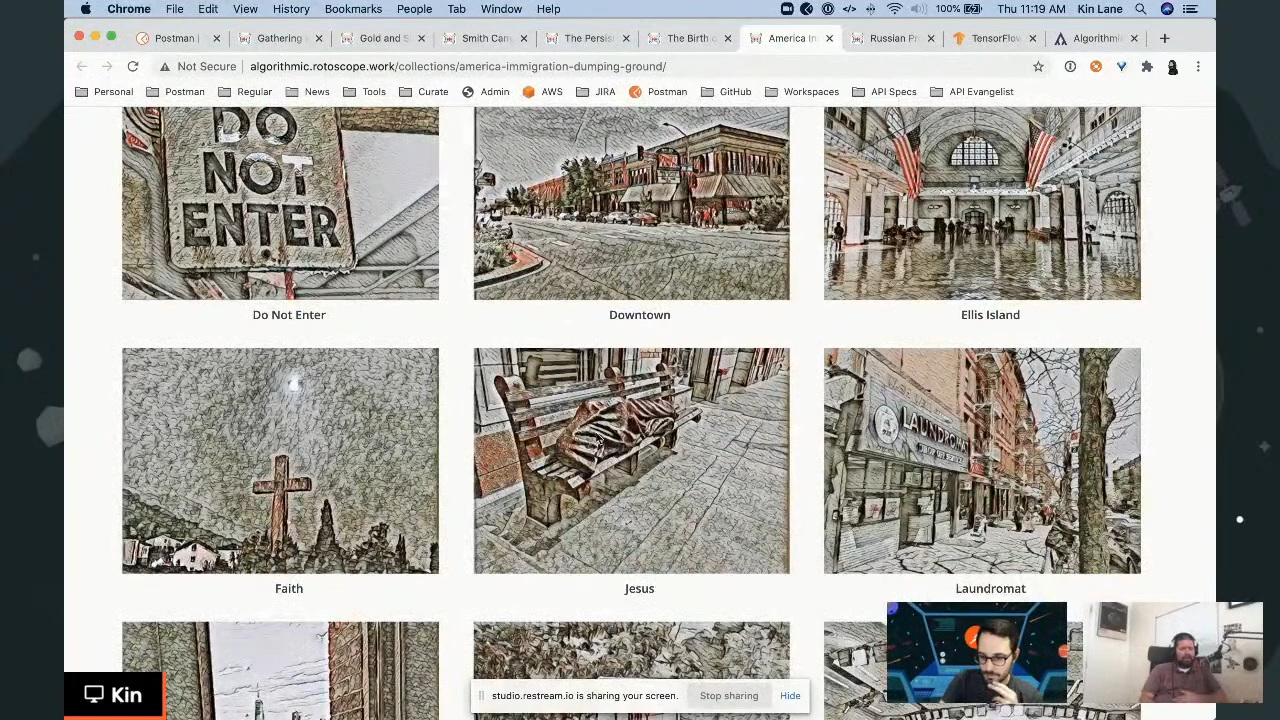 Chrome File Edit View History Bookmarks People Tab Window Help 100% Thu 11:19 AM Kin Lane
Postman | Gathering Gold and S Smith Can The Persis The Birth o America In Russian Pr TensorFlow Algorithmic
Not Secure algorithmic.rotoscope.work/collections/america-immigration-dumping-ground/
Personal Postman Regular News Tools Curate Admin AWS JIRA Postman GitHub Workspaces API Specs API Evangelist
DO
NOT
ENTER
Do Not Enter Downtown Ellis Island
LAUNDROMAT
Faith Jesus Laundromat
studio.restream.io is sharing your screen. Stop sharing Hide
Kin